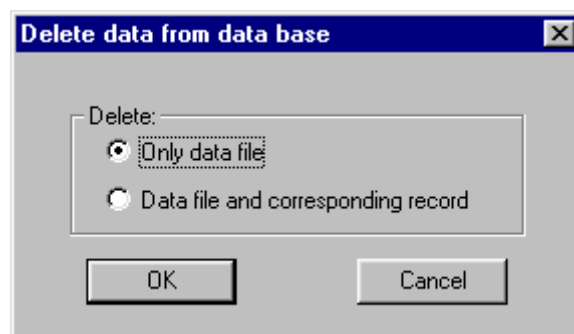 Delete data from data base
Delete:
Only data file
Data file and corresponding record
OK
Cancel